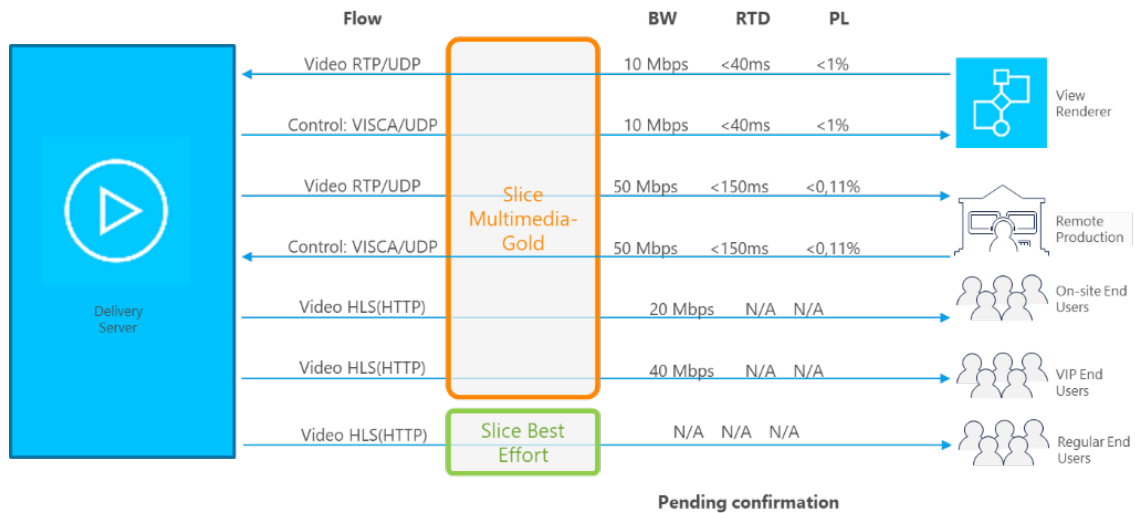 Flow BW RTD PL
Video RTP/UDP 10 Mbps <40ms <1%
View
Renderer
Control: VISCA/UDP 10 Mbps <40ms <1%
Video RTP/UDP 50 Mbps <150ms <0,11%
Slice
Multimedia-
Gold
Remote
Production
Control: VISCA/UDP 50 Mbps <150ms <0,11%
Delivery
Server
Video HLS(HTTP) 20 Mbps N/A N/A
On-site End
Users
Video HLS(HTTP) 40 Mbps N/A N/A
VIP End
Users
Video HLS(HTTP) N/A N/A N/A
Slice Best
Effort
Regular End
Users
Pending confirmation